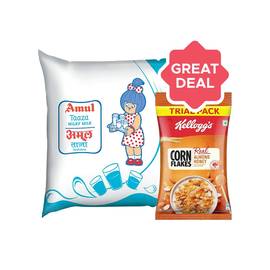 GREAT
DEAL
Amul
Taaza
अमूल
ताज़ा
TRIAL PACK
Kellogg's
CORN
FLAKES
Real
ALMOND
HONEY